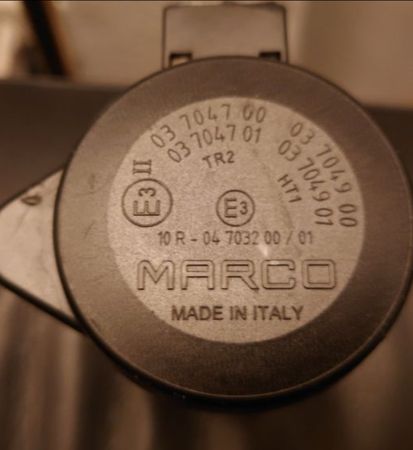 03 7047 00
03 7047 01
TR2
03 7049 00
03 7049 01
HT1
E3 II
E3
10 R - 04 7032 00 / 01
MARCO
MADE IN ITALY